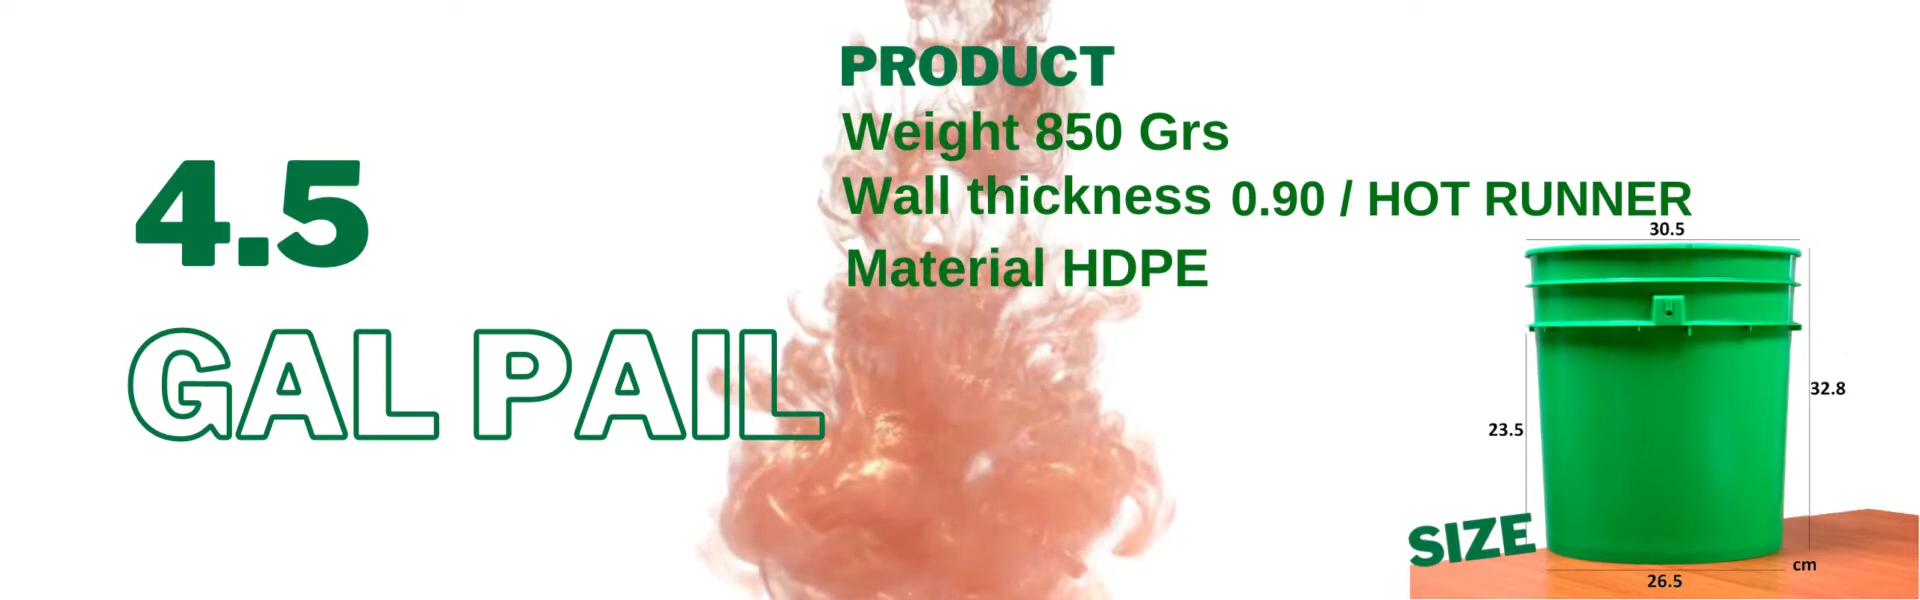 4.5
GAL PAIL
PRODUCT
Weight 850 Grs
Wall thickness 0.90 / HOT RUNNER
Material HDPE
30.5
32.8
23.5
SIZE
cm
26.5